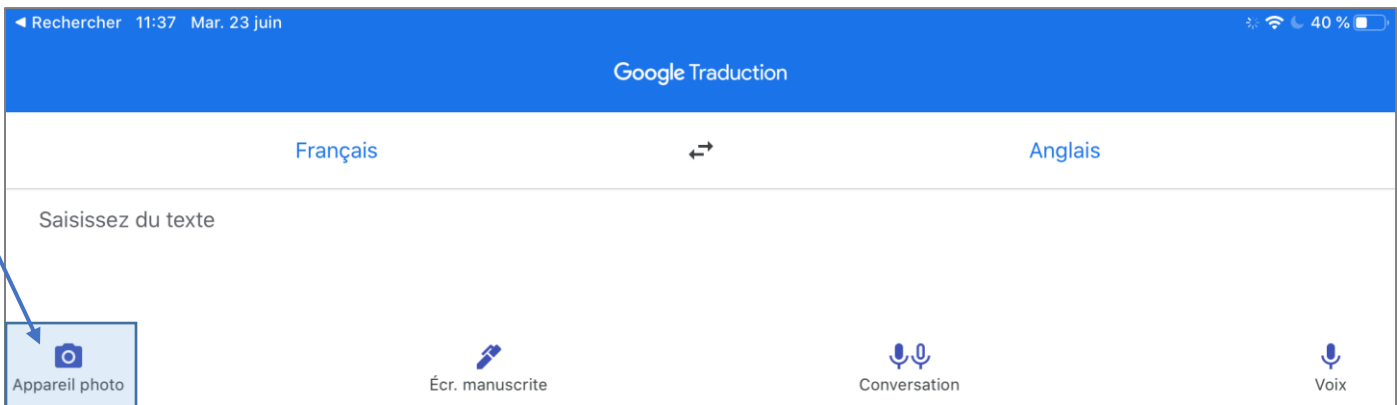 Rechercher 11:37 Mar. 23 juin 40 %
Google Traduction
Français Anglais
Saisissez du texte
Appareil photo Écr. manuscrite Conversation Voix